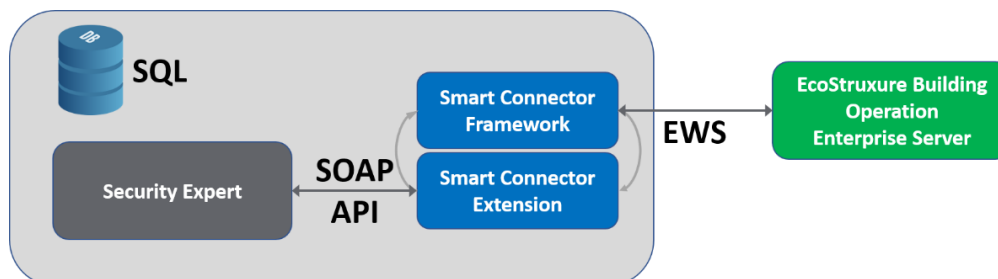 DB
SQL
Smart Connector
Framework
EcoStruxure Building
Operation
Enterprise Server
EWS
Security Expert
SOAP
API
Smart Connector
Extension